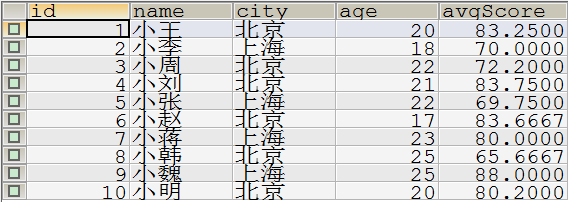 id name city age avgScore
1 小王 北京 20 83.2500
2 小李 上海 18 70.0000
3 小周 北京 22 72.2000
4 小刘 北京 21 83.7500
5 小张 上海 22 69.7500
6 小赵 北京 17 83.6667
7 小蒋 上海 23 80.0000
8 小韩 北京 25 65.6667
9 小魏 上海 25 88.0000
10 小明 北京 20 80.2000